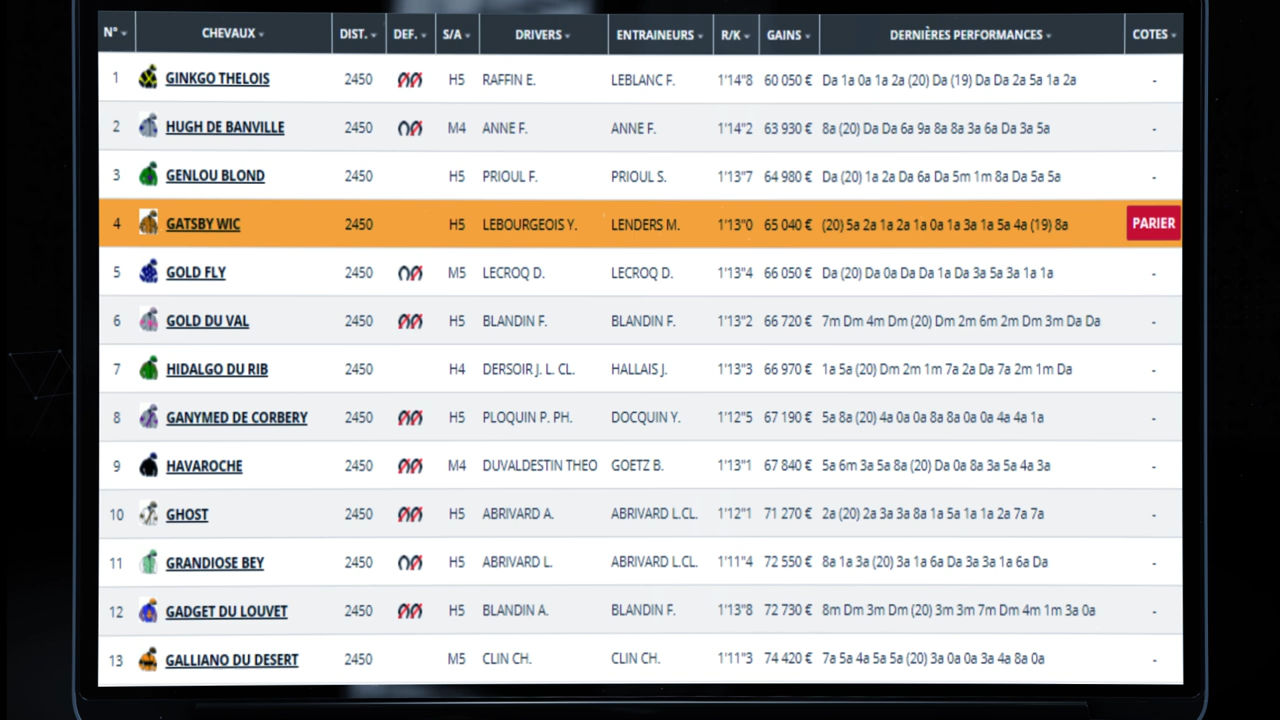 N° CHEVAUX DIST. DEF. S/A DRIVERS ENTRAINEURS R/K GAINS DERNIÈRES PERFORMANCES COTES
1 GINKGO THELOIS 2450 H5 RAFFIN E. LEBLANC F. 1'14"8 60 050 € Da 1a 0a 1a 2a (20) Da (19) Da Da 2a 5a 1a 2a -
2 HUGH DE BANVILLE 2450 M4 ANNE F. ANNE F. 1'14"2 63 930 € 8a (20) Da Da 6a 9a 8a 8a 3a 6a Da 3a 5a -
3 GENLOU BLOND 2450 H5 PRIOUL F. PRIOUL S. 1'13"7 64 980 € Da (20) 1a 2a Da 6a Da 5m 1m 8a Da 5a 5a -
4 GATSBY WIC 2450 H5 LEBOURGEOIS Y. LENDERS M. 1'13"0 65 040 € (20) 5a 2a 1a 2a 1a 0a 1a 3a 1a 5a 4a (19) 8a PARIER
5 GOLD FLY 2450 M5 LECROQ D. LECROQ D. 1'13"4 66 050 € Da (20) Da 0a Da Da 1a Da 3a 5a 3a 1a 1a -
6 GOLD DU VAL 2450 H5 BLANDIN F. BLANDIN F. 1'13"2 66 720 € 7m Dm 4m Dm (20) Dm 2m 6m 2m Dm 3m Da Da -
7 HIDALGO DU RIB 2450 H4 DERSOIR J. L. CL. HALLAIS J. 1'13"3 66 970 € 1a 5a (20) Dm 2m 1m 7a 2a Da 7a 2m 1m Da -
8 GANYMED DE CORBERY 2450 H5 PLOQUIN P. PH. DOCQUIN Y. 1'12"5 67 190 € 5a 8a (20) 4a 0a 0a 8a 8a 0a 0a 4a 4a 1a -
9 HAVAROCHE 2450 M4 DUVALDESTIN THEO GOETZ B. 1'13"1 67 840 € 5a 6m 3a 5a 8a (20) Da 0a 8a 3a 5a 4a 3a -
10 GHOST 2450 H5 ABRIVARD A. ABRIVARD L.CL. 1'12"1 71 270 € 2a (20) 2a 3a 3a 8a 1a 5a 1a 1a 2a 7a 7a -
11 GRANDIOSE BEY 2450 H5 ABRIVARD L. ABRIVARD L.CL. 1'11"4 72 550 € 8a 1a 3a (20) 3a 1a 6a Da 3a 3a 1a 6a Da -
12 GADGET DU LOUVET 2450 H5 BLANDIN A. BLANDIN F. 1'13"8 72 730 € 8m Dm 3m Dm (20) 3m 3m 7m Dm 4m 1m 3a 0a -
13 GALLIANO DU DESERT 2450 M5 CLIN CH. CLIN CH. 1'11"3 74 420 € 7a 5a 4a 5a 5a (20) 3a 0a 0a 3a 4a 8a 0a -